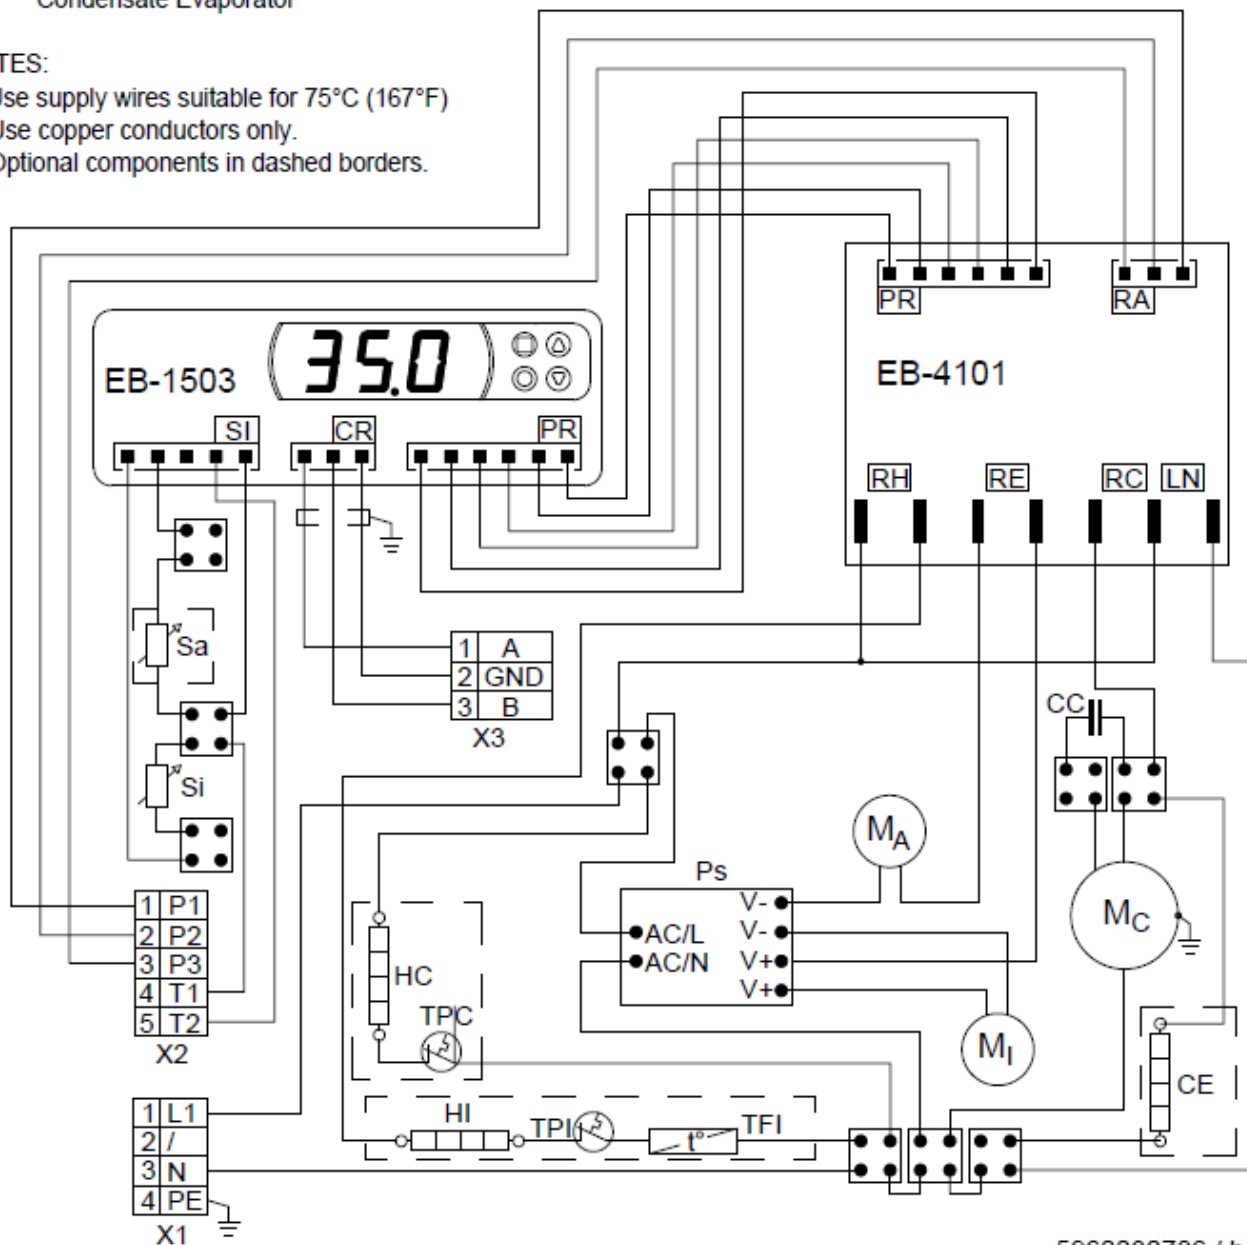 Condensate Evaporator
TES:
Use supply wires suitable for 75°C (167°F)
Use copper conductors only.
Optional components in dashed borders.
PR
RA
EB-1503
35.0
EB-4101
SI
CR
PR
RH
RE
RC
LN
Sa
1 A
2 GND
3 B
X3
CC
Si
MA
Ps
V-
AC/L
V-
AC/N
V+
V+
MC
1 P1
2 P2
3 P3
4 T1
5 T2
X2
HC
TPC
MI
CE
HI
TPI
t°
TFI
1 L1
2 /
3 N
4 PE
X1